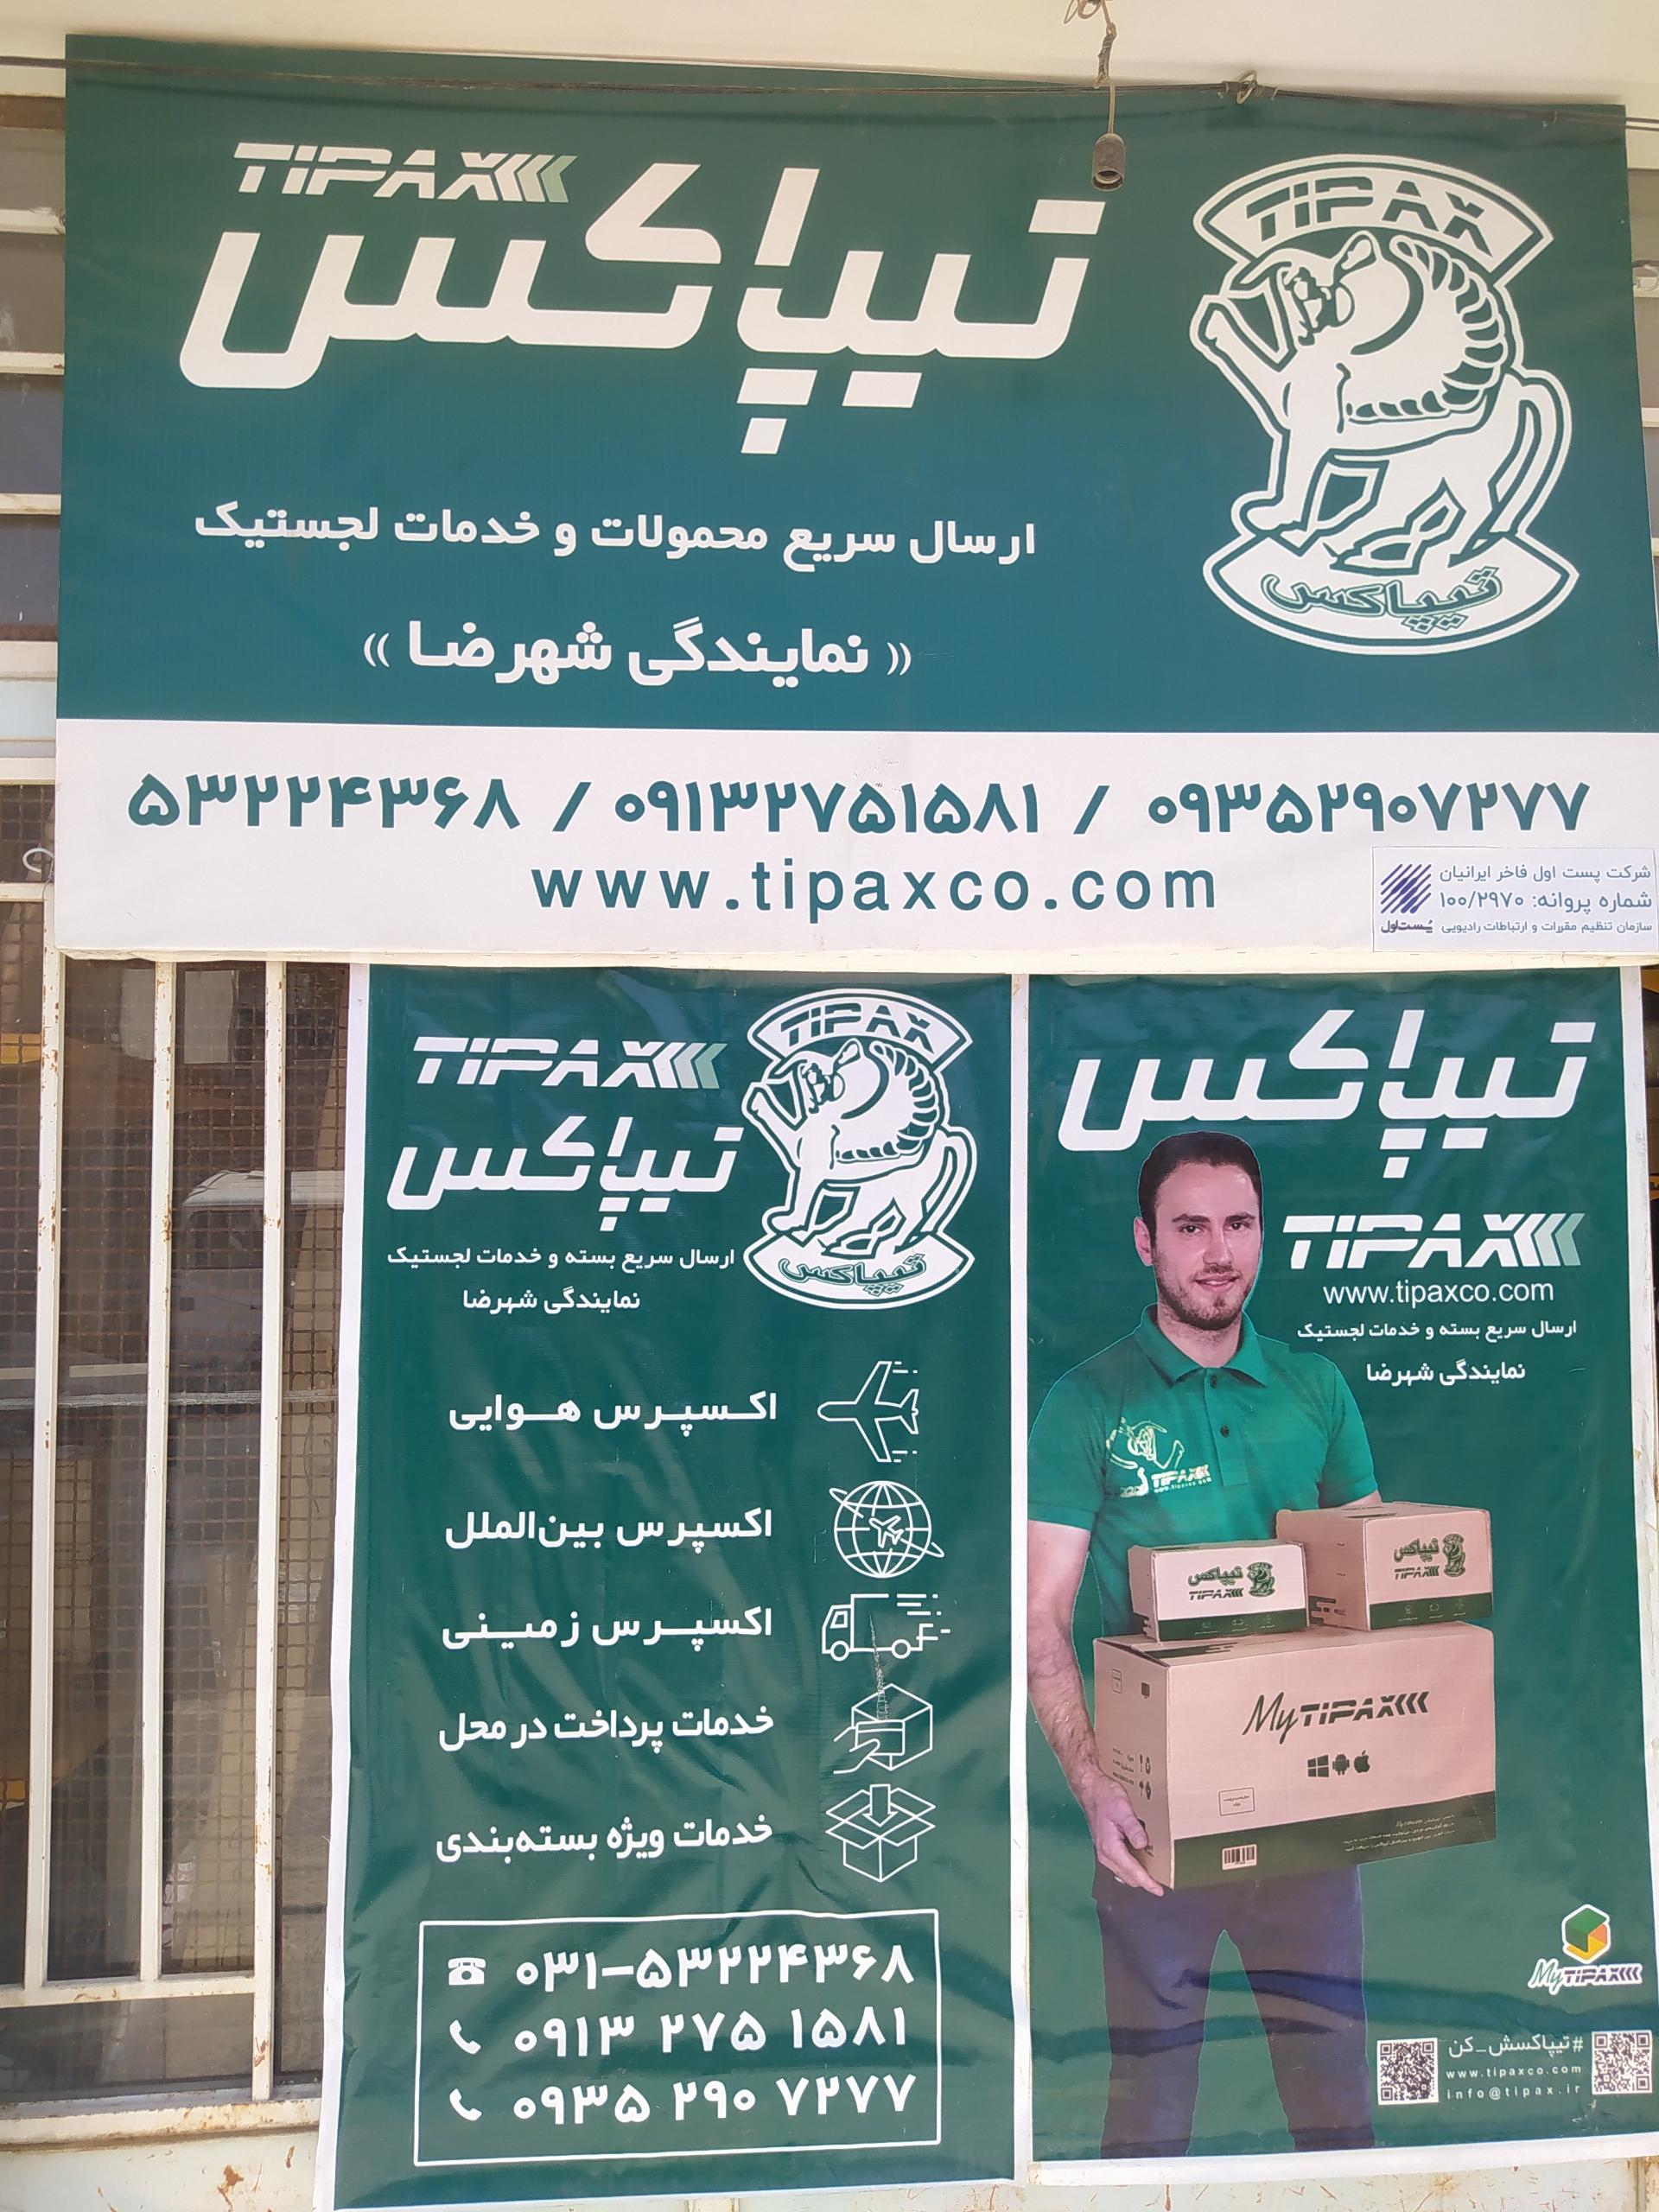 TIPAX
تیپاکس
TIPAX
تیپاکس
ارسال سریع محمولات و خدمات لجستیک
« نمایندگی شهرضا »
۵۳۲۲۴۳۶۸ / ۰۹۱۳۲۷۵۱۵۸۱ / ۰۹۳۵۲۹۰۷۲۷۷
www.tipaxco.com
شرکت پست اول فاخر ایرانیان
شماره پروانه: ۱۰۰/۲۹۷۰
سازمان تنظیم مقررات و ارتباطات رادیویی
پست‌اول
TIPAX
تیپاکس
TIPAX
تیپاکس
ارسال سریع بسته و خدمات لجستیک
نمایندگی شهرضا
اکسپرس هوایی
اکسپرس بین‌الملل
اکسپرس زمینی
خدمات پرداخت در محل
خدمات ویژه بسته‌بندی
۰۳۱-۵۳۲۲۴۳۶۸
۰۹۱۳ ۲۷۵ ۱۵۸۱
۰۹۳۵ ۲۹۰ ۷۲۷۷
تیپاکس
TIPAX
www.tipaxco.com
ارسال سریع بسته و خدمات لجستیک
نمایندگی شهرضا
TIPAX
تیپاکس
TIPAX
تیپاکس
TIPAX
MyTIPAX
MyTIPAX
#تیپاکسش_کن
www.tipaxco.com
info@tipax.ir